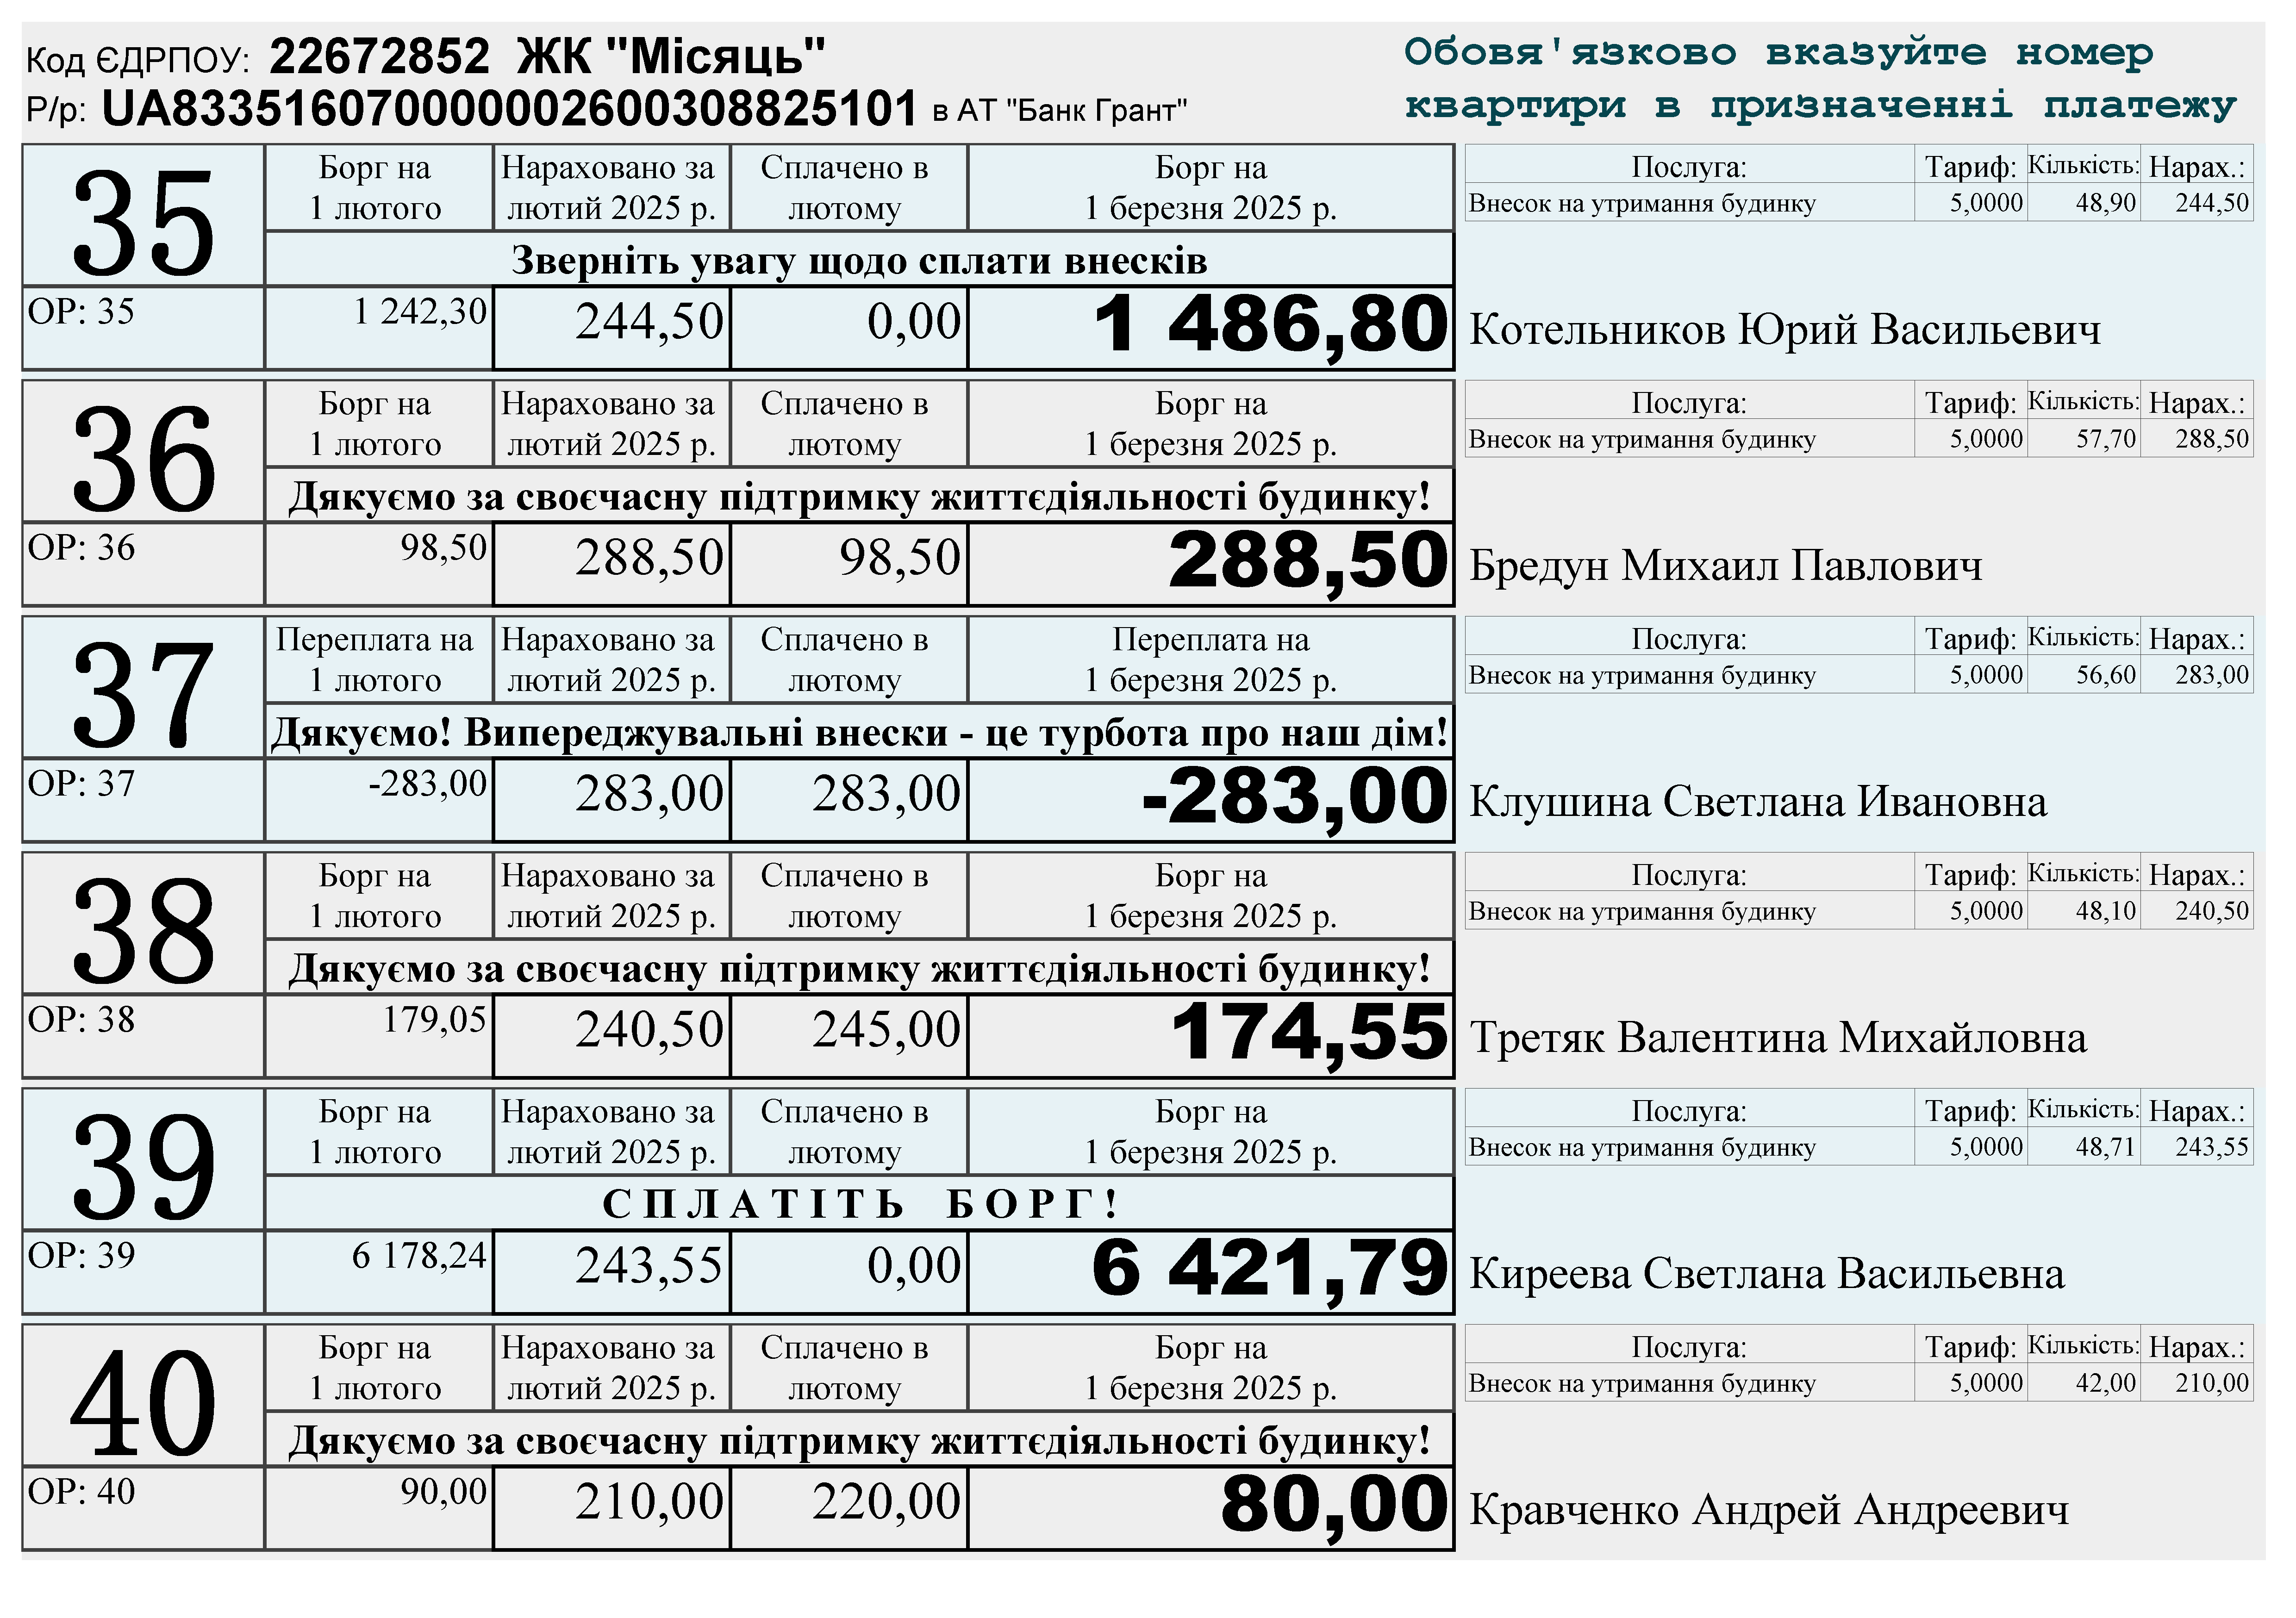 Код ЄДРПОУ: 22672852 ЖК "Місяць"
Р/р: UA833516070000002600308825101 в АТ "Банк Грант"
Обовя'язково вказуйте номер
квартири в призначенні платежу
35
Борг на
1 лютого
Нараховано за
лютий 2025 р.
Сплачено в
лютому
Борг на
1 березня 2025 р.
Зверніть увагу щодо сплати внесків
ОР: 35 1 242,30 244,50 0,00 1 486,80
Послуга: Тариф: Кількість: Нарах.:
Внесок на утримання будинку 5,0000 48,90 244,50
Котельников Юрий Васильевич
36
Борг на
1 лютого
Нараховано за
лютий 2025 р.
Сплачено в
лютому
Борг на
1 березня 2025 р.
Дякуємо за своєчасну підтримку життєдіяльності будинку!
ОР: 36 98,50 288,50 98,50 288,50
Послуга: Тариф: Кількість: Нарах.:
Внесок на утримання будинку 5,0000 57,70 288,50
Бредун Михаил Павлович
37
Переплата на
1 лютого
Нараховано за
лютий 2025 р.
Сплачено в
лютому
Переплата на
1 березня 2025 р.
Дякуємо! Випереджувальні внески - це турбота про наш дім!
ОР: 37 -283,00 283,00 283,00 -283,00
Послуга: Тариф: Кількість: Нарах.:
Внесок на утримання будинку 5,0000 56,60 283,00
Клушина Светлана Ивановна
38
Борг на
1 лютого
Нараховано за
лютий 2025 р.
Сплачено в
лютому
Борг на
1 березня 2025 р.
Дякуємо за своєчасну підтримку життєдіяльності будинку!
ОР: 38 179,05 240,50 245,00 174,55
Послуга: Тариф: Кількість: Нарах.:
Внесок на утримання будинку 5,0000 48,10 240,50
Третяк Валентина Михайловна
39
Борг на
1 лютого
Нараховано за
лютий 2025 р.
Сплачено в
лютому
Борг на
1 березня 2025 р.
С П Л А Т І Т Ь Б О Р Г !
ОР: 39 6 178,24 243,55 0,00 6 421,79
Послуга: Тариф: Кількість: Нарах.:
Внесок на утримання будинку 5,0000 48,71 243,55
Киреева Светлана Васильевна
40
Борг на
1 лютого
Нараховано за
лютий 2025 р.
Сплачено в
лютому
Борг на
1 березня 2025 р.
Дякуємо за своєчасну підтримку життєдіяльності будинку!
ОР: 40 90,00 210,00 220,00 80,00
Послуга: Тариф: Кількість: Нарах.:
Внесок на утримання будинку 5,0000 42,00 210,00
Кравченко Андрей Андреевич